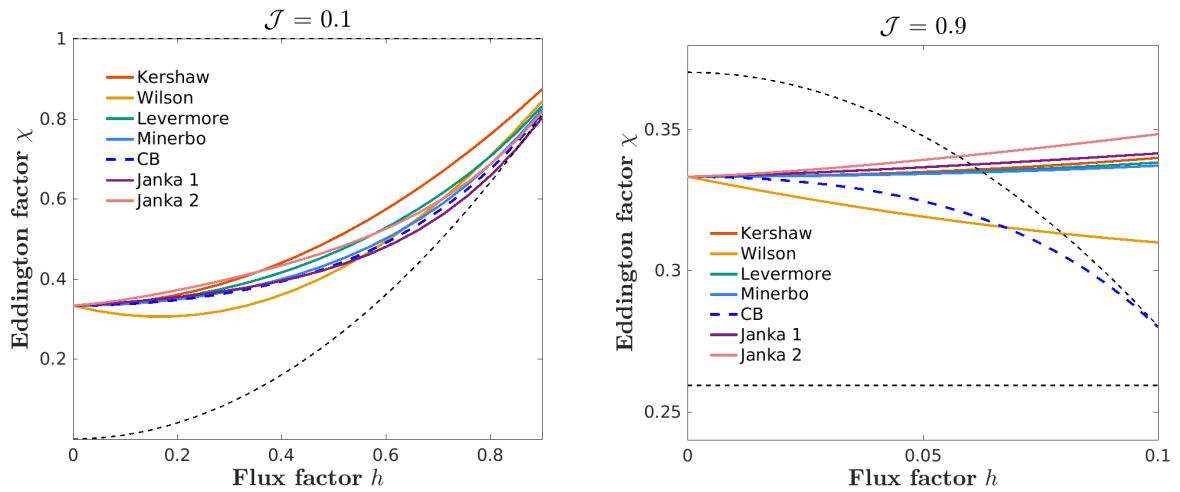 𝒥 = 0.1
Eddington factor χ
1
0.8
0.6
0.4
0.2
Kershaw
Wilson
Levermore
Minerbo
CB
Janka 1
Janka 2
0 0.2 0.4 0.6 0.8
Flux factor h
𝒥 = 0.9
Eddington factor χ
0.35
0.3
0.25
Kershaw
Wilson
Levermore
Minerbo
CB
Janka 1
Janka 2
0 0.05 0.1
Flux factor h